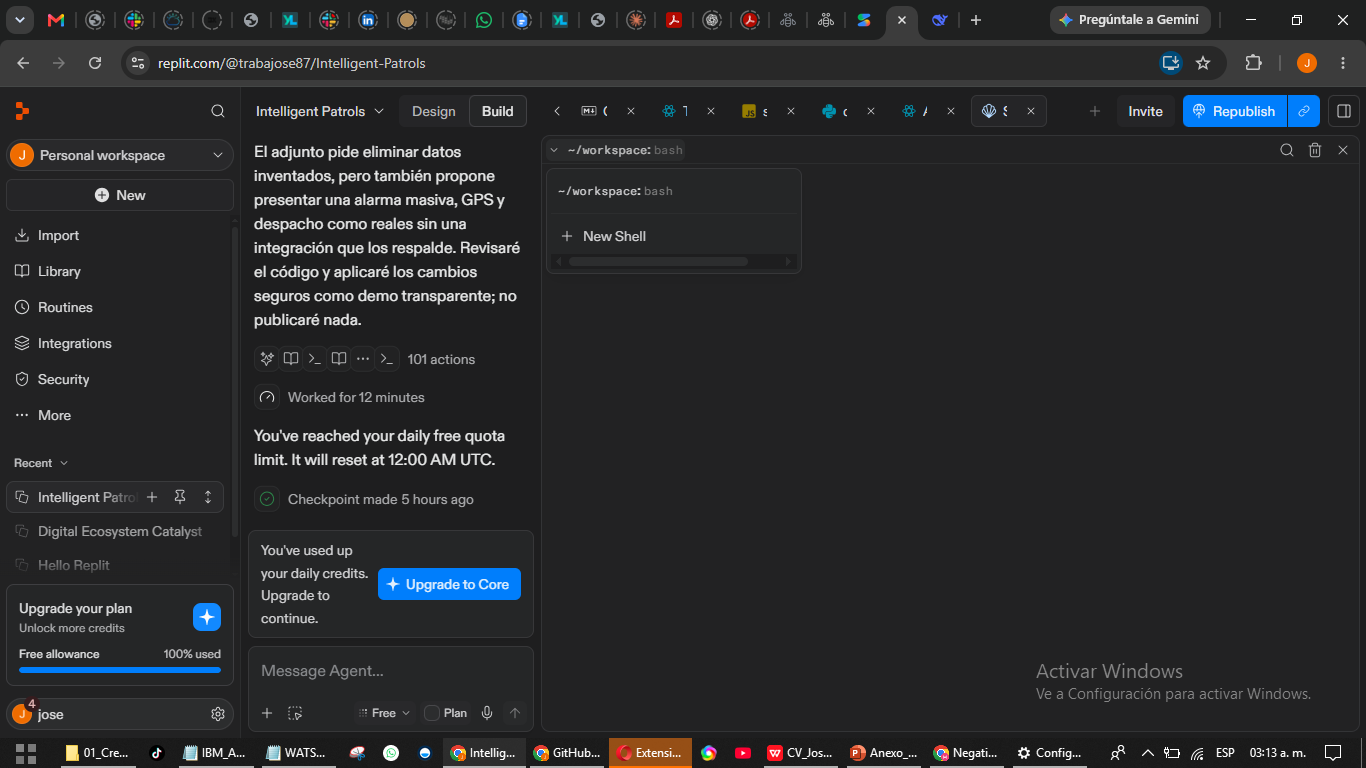 Pregúntale a Gemini
replit.com/@trabajose87/Intelligent-Patrols
J
Intelligent Patrols
Design
Build
Invite
Republish
J Personal workspace
New
Import
Library
Routines
Integrations
Security
More
Recent
Intelligent Patro
Digital Ecosystem Catalyst
Hello Replit
Upgrade your plan
Unlock more credits
Free allowance 100% used
J 4 jose
El adjunto pide eliminar datos
inventados, pero también propone
presentar una alarma masiva, GPS y
despacho como reales sin una
integración que los respalde. Revisaré
el código y aplicaré los cambios
seguros como demo transparente; no
publicaré nada.
101 actions
Worked for 12 minutes
You've reached your daily free quota
limit. It will reset at 12:00 AM UTC.
Checkpoint made 5 hours ago
You've used up
your daily credits.
Upgrade to
continue.
Upgrade to Core
Message Agent...
Free
Plan
~/workspace: bash
~/workspace: bash
New Shell
Activar Windows
Ve a Configuración para activar Windows.
01_Cre...
IBM_A...
WATS...
Intellig...
GitHub...
Extensi...
CV_Jos...
Anexo_...
Negati...
Config...
ESP
03:13 a. m.